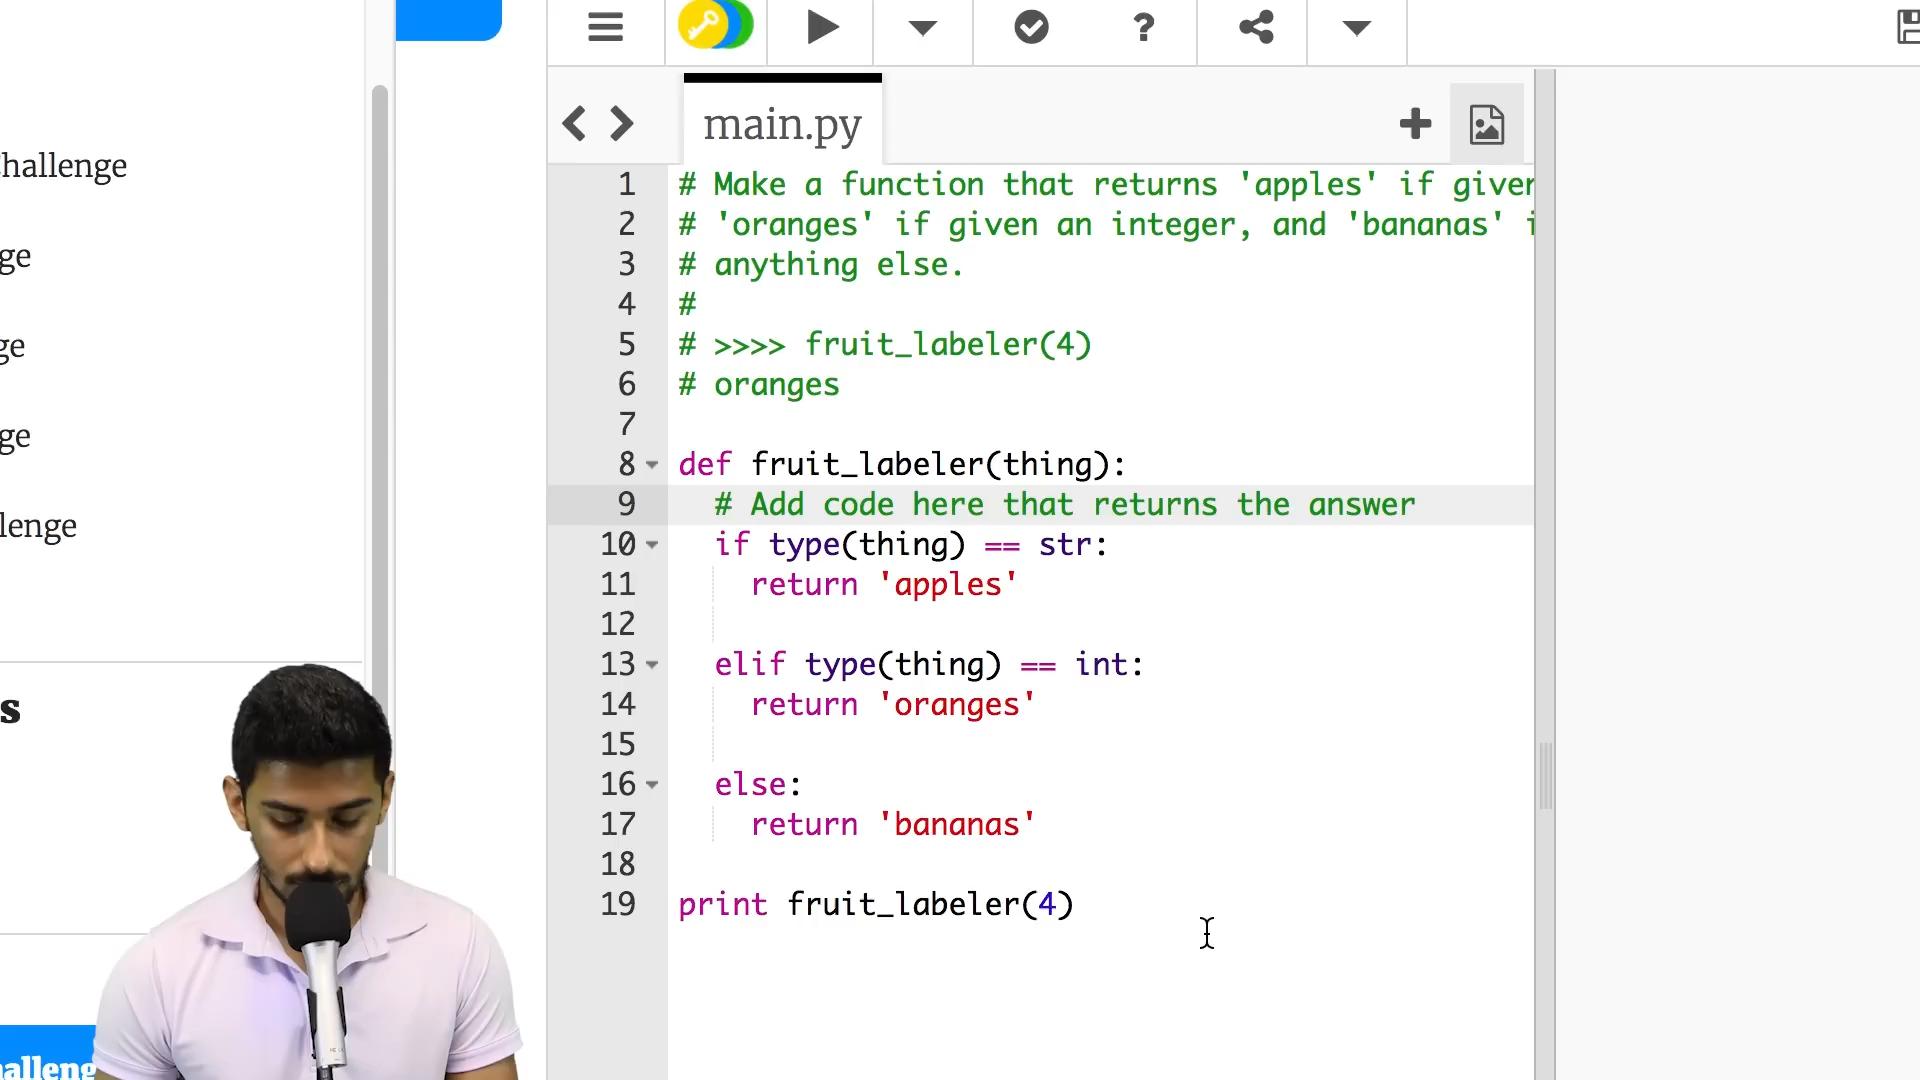 hallenge
ge
ge
ge
lenge
s
halleng
?
main.py
1 # Make a function that returns 'apples' if given
2 # 'oranges' if given an integer, and 'bananas' i
3 # anything else.
4 #
5 # >>>> fruit_labeler(4)
6 # oranges
7
8 def fruit_labeler(thing):
9 # Add code here that returns the answer
10 if type(thing) == str:
11 return 'apples'
12
13 elif type(thing) == int:
14 return 'oranges'
15
16 else:
17 return 'bananas'
18
19 print fruit_labeler(4)